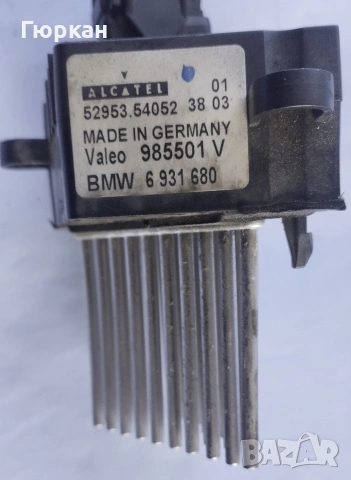 Гюркан
ALCATEL 01
52953.54052 38 03
MADE IN GERMANY
Valeo 985501 V
BMW 6 931 680
BAZAR
bg